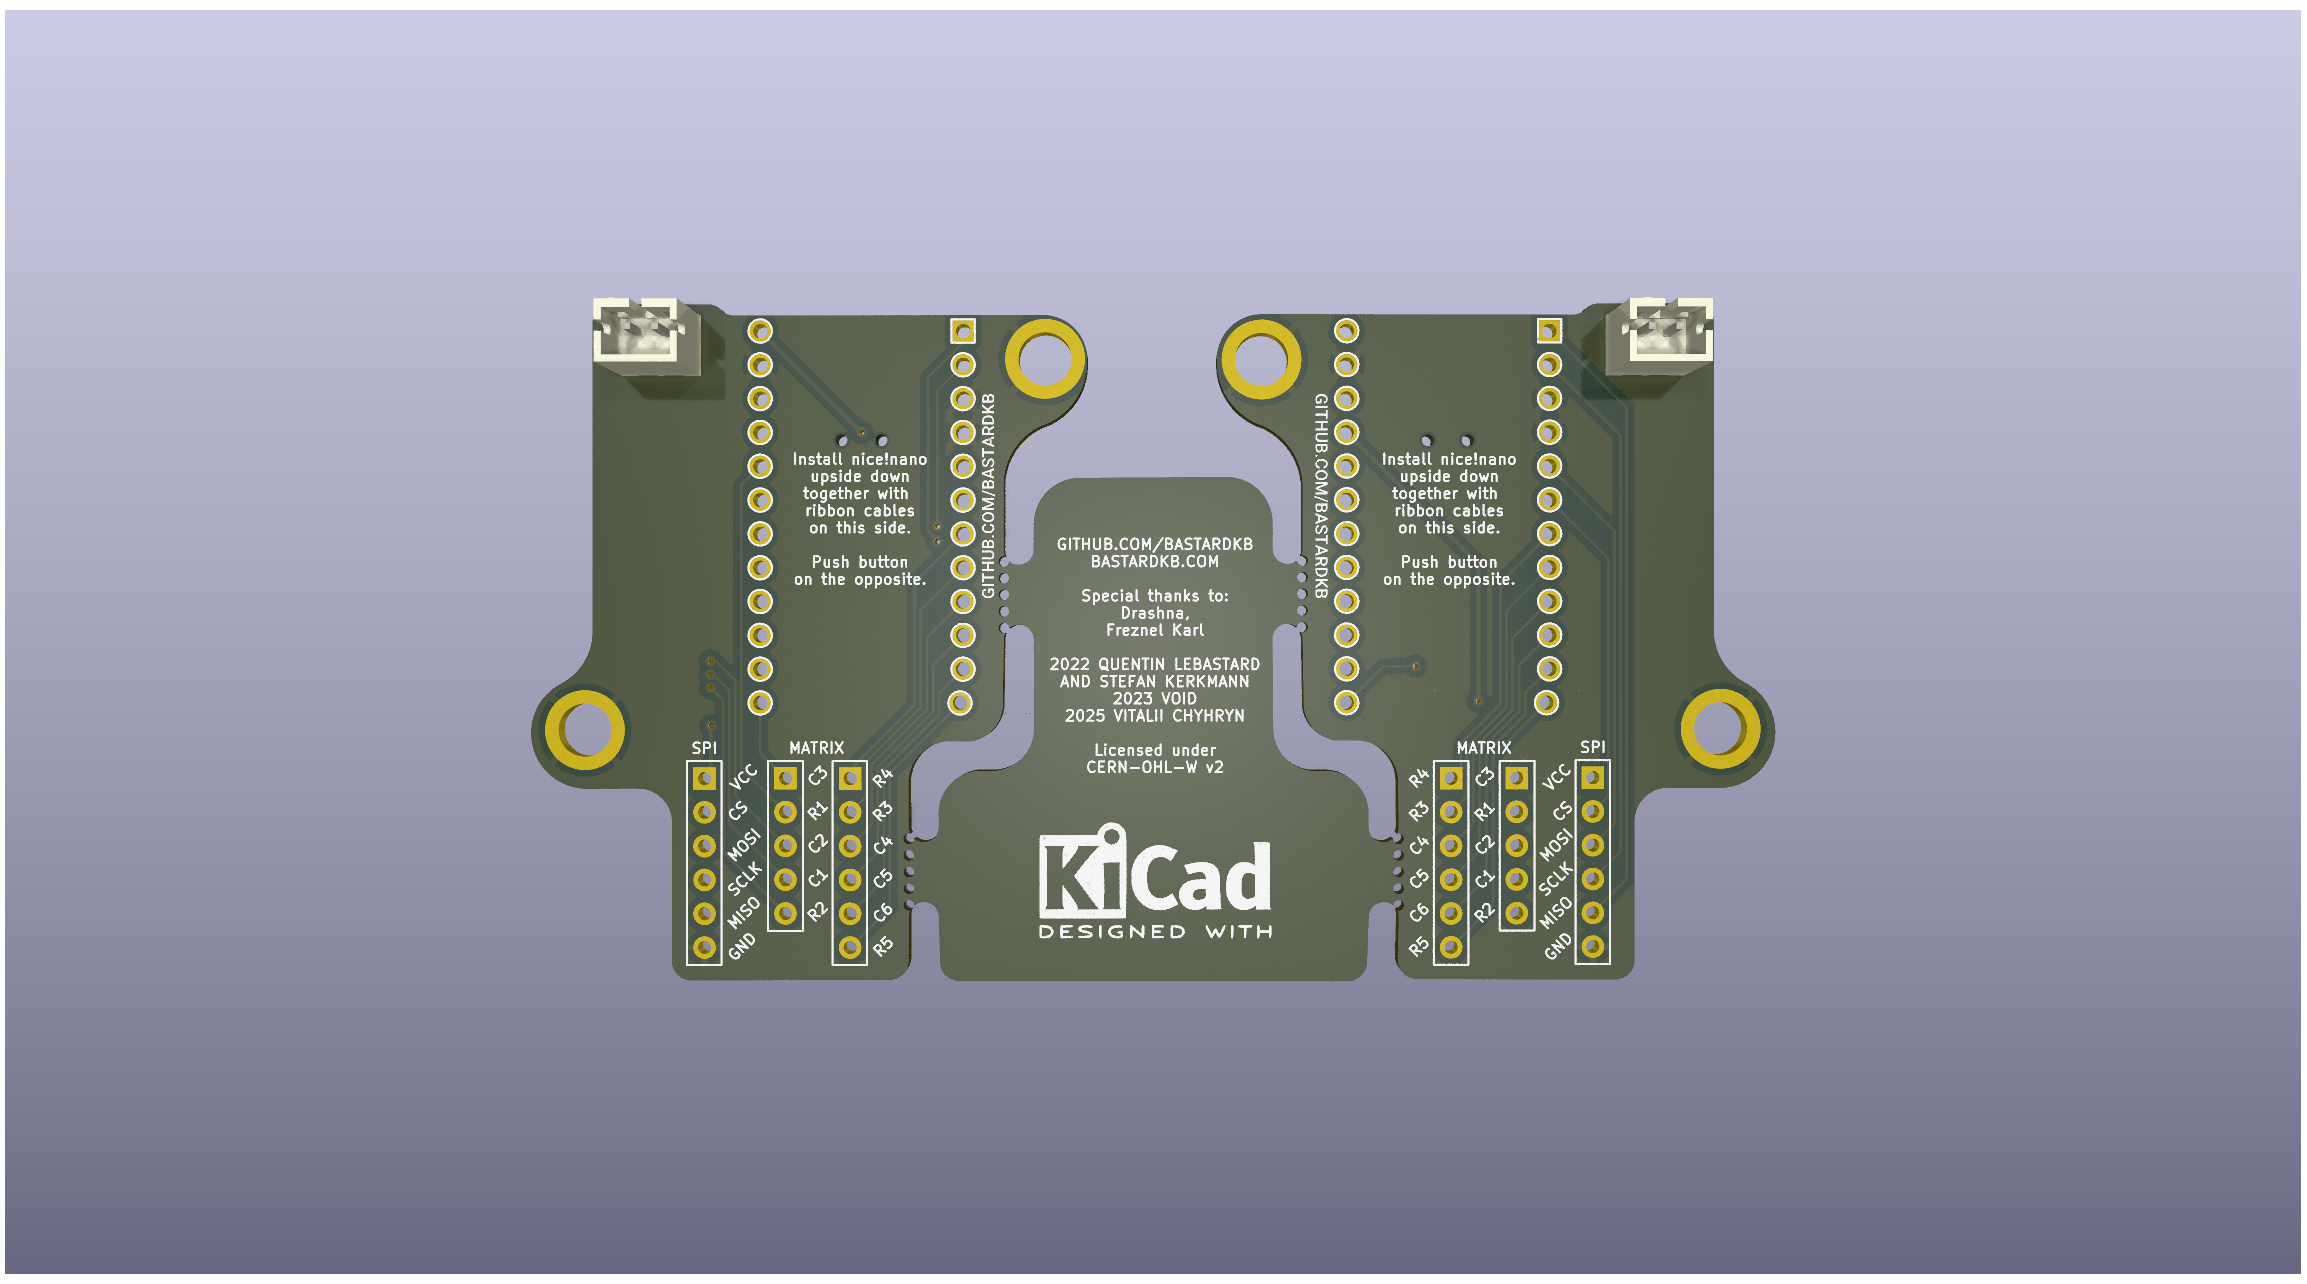 Install nice!nano
upside down
together with
ribbon cables
on this side.
Push button
on the opposite.
GITHUB.COM/BASTARDKB
SPI
VCC
CS
MOSI
SCLK
MISO
GND
MATRIX
C3
R1
C2
C1
R2
R4
R3
C4
C5
C6
R5
GITHUB.COM/BASTARDKB
BASTARDKB.COM
Special thanks to:
Drashna,
Freznel Karl
2022 QUENTIN LEBASTARD
AND STEFAN KERKMANN
2023 VOID
2025 VITALII CHYHRYN
Licensed under
CERN-OHL-W v2
KiCad
DESIGNED WITH
GITHUB.COM/BASTARDKB
Install nice!nano
upside down
together with
ribbon cables
on this side.
Push button
on the opposite.
MATRIX
R4
R3
C4
C5
C6
R5
C3
R1
C2
C1
R2
SPI
VCC
CS
MOSI
SCLK
MISO
GND